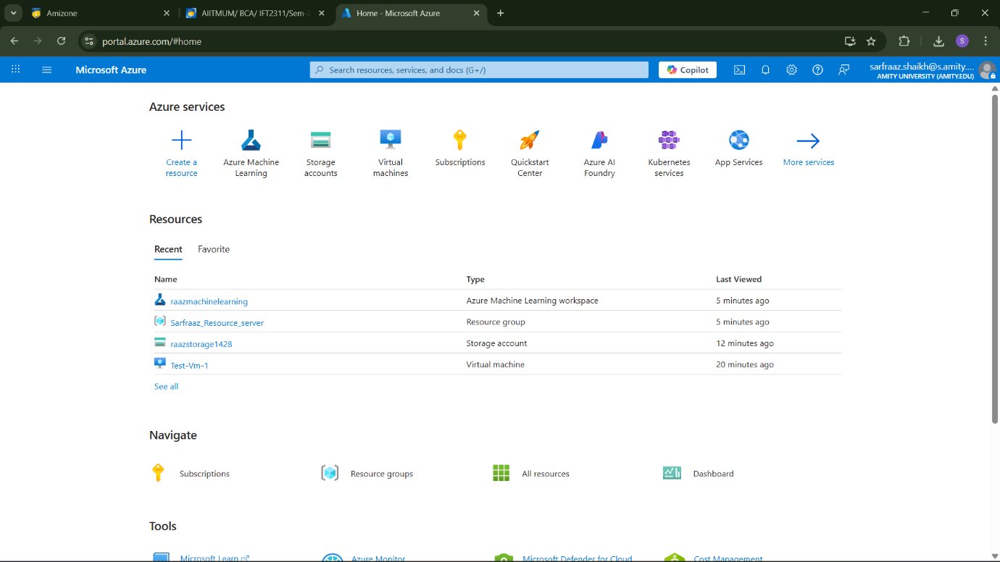 Amizone
AIITMUM/ BCA/ IFT2311/Sem-3
Home - Microsoft Azure
portal.azure.com/#home
S
Microsoft Azure
Search resources, services, and docs (G+/)
Copilot
sarfraaz.shaikh@s.amity....
AMITY UNIVERSITY (AMITY.EDU)
Azure services
Create a
resource
Azure Machine
Learning
Storage
accounts
Virtual
machines
Subscriptions
Quickstart
Center
Azure AI
Foundry
Kubernetes
services
App Services
More services
Resources
Recent Favorite
Name Type Last Viewed
raazmachinelearning Azure Machine Learning workspace 5 minutes ago
Sarfraaz_Resource_server Resource group 5 minutes ago
raazstorage1428 Storage account 12 minutes ago
Test-Vm-1 Virtual machine 20 minutes ago
See all
Navigate
Subscriptions Resource groups All resources Dashboard
Tools
Microsoft Learn Azure Monitor Microsoft Defender for Cloud Cost Management